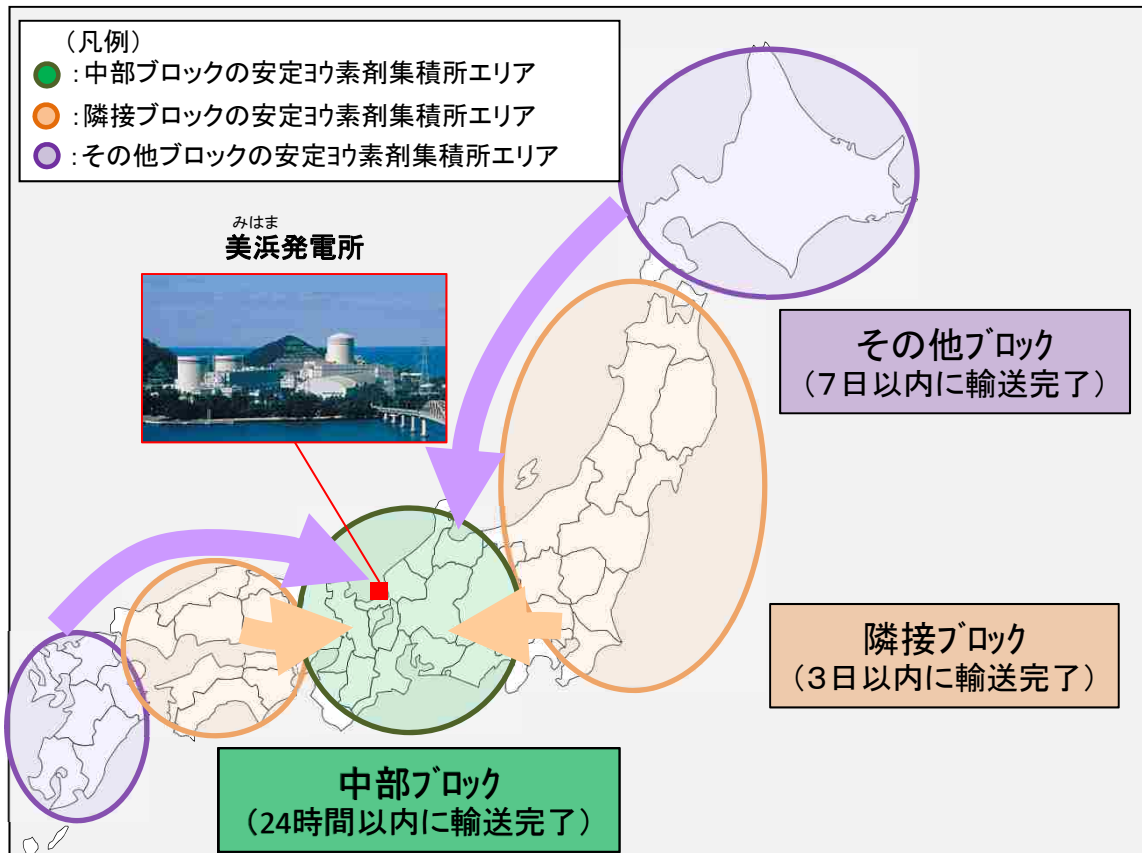 （凡例）
：中部ブロックの安定ﾖｳ素剤集積所エリア
：隣接ブロックの安定ﾖｳ素剤集積所エリア
：その他ブロックの安定ﾖｳ素剤集積所エリア
みはま
美浜発電所
その他ﾌﾞﾛｯｸ
（７日以内に輸送完了）
隣接ﾌﾞﾛｯｸ
（３日以内に輸送完了）
中部ﾌﾞﾛｯｸ
（24時間以内に輸送完了）